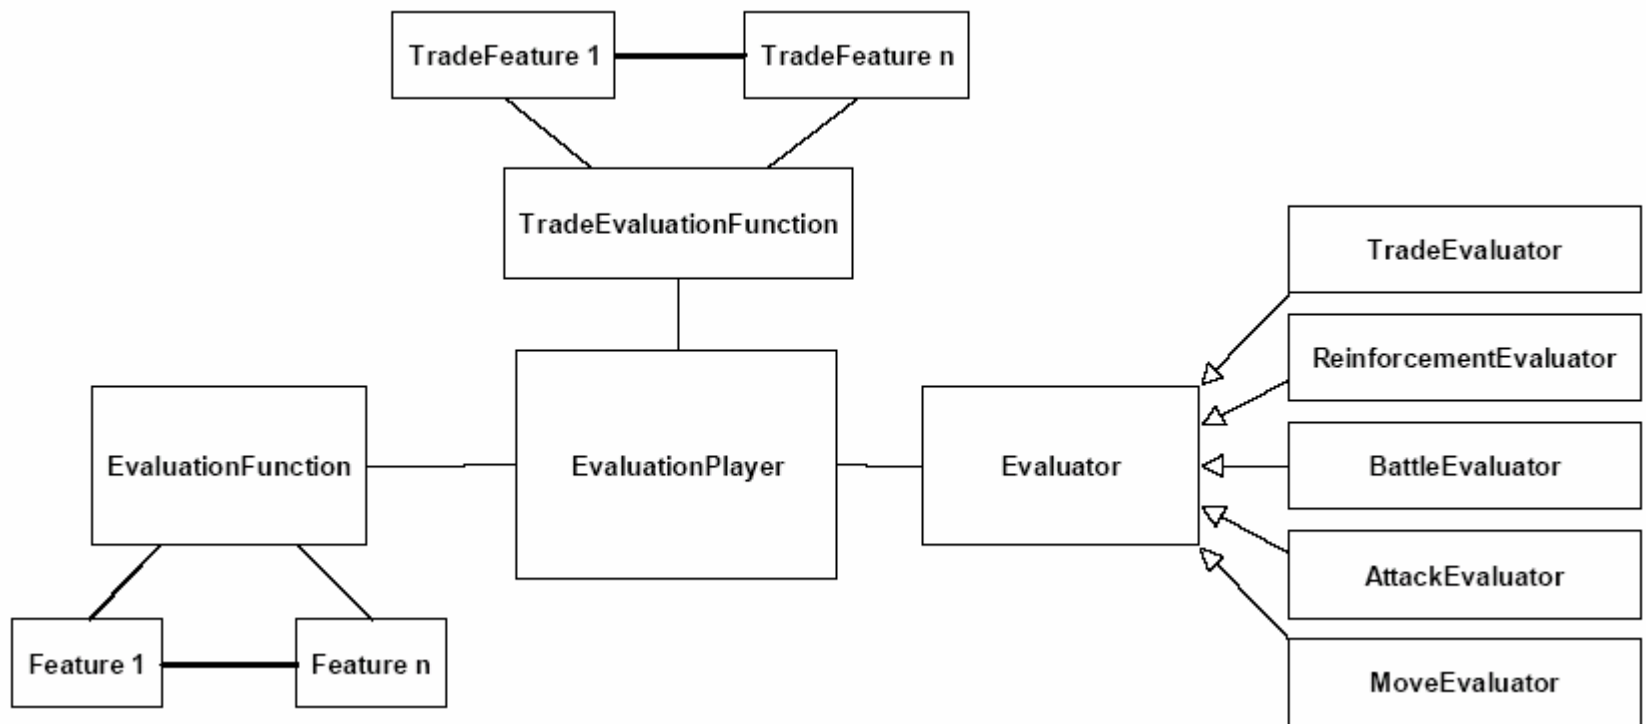 TradeFeature 1
TradeFeature n
TradeEvaluationFunction
TradeEvaluator
ReinforcementEvaluator
EvaluationFunction
EvaluationPlayer
Evaluator
BattleEvaluator
AttackEvaluator
Feature 1
Feature n
MoveEvaluator